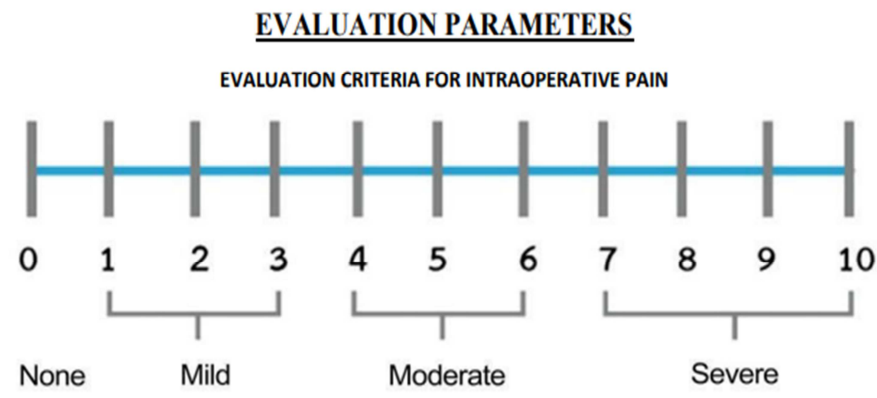 EVALUATION PARAMETERS
EVALUATION CRITERIA FOR INTRAOPERATIVE PAIN
0 1 2 3 4 5 6 7 8 9 10
None Mild Moderate Severe